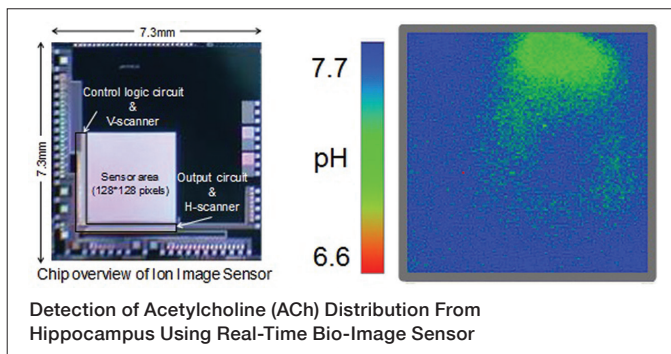 7.3mm
7.3mm
Control logic circuit
&
V-scanner
Sensor area
(128*128 pixels)
Output circuit
&
H-scanner
Chip overview of Ion Image Sensor
7.7
pH
6.6
Detection of Acetylcholine (ACh) Distribution From
Hippocampus Using Real-Time Bio-Image Sensor